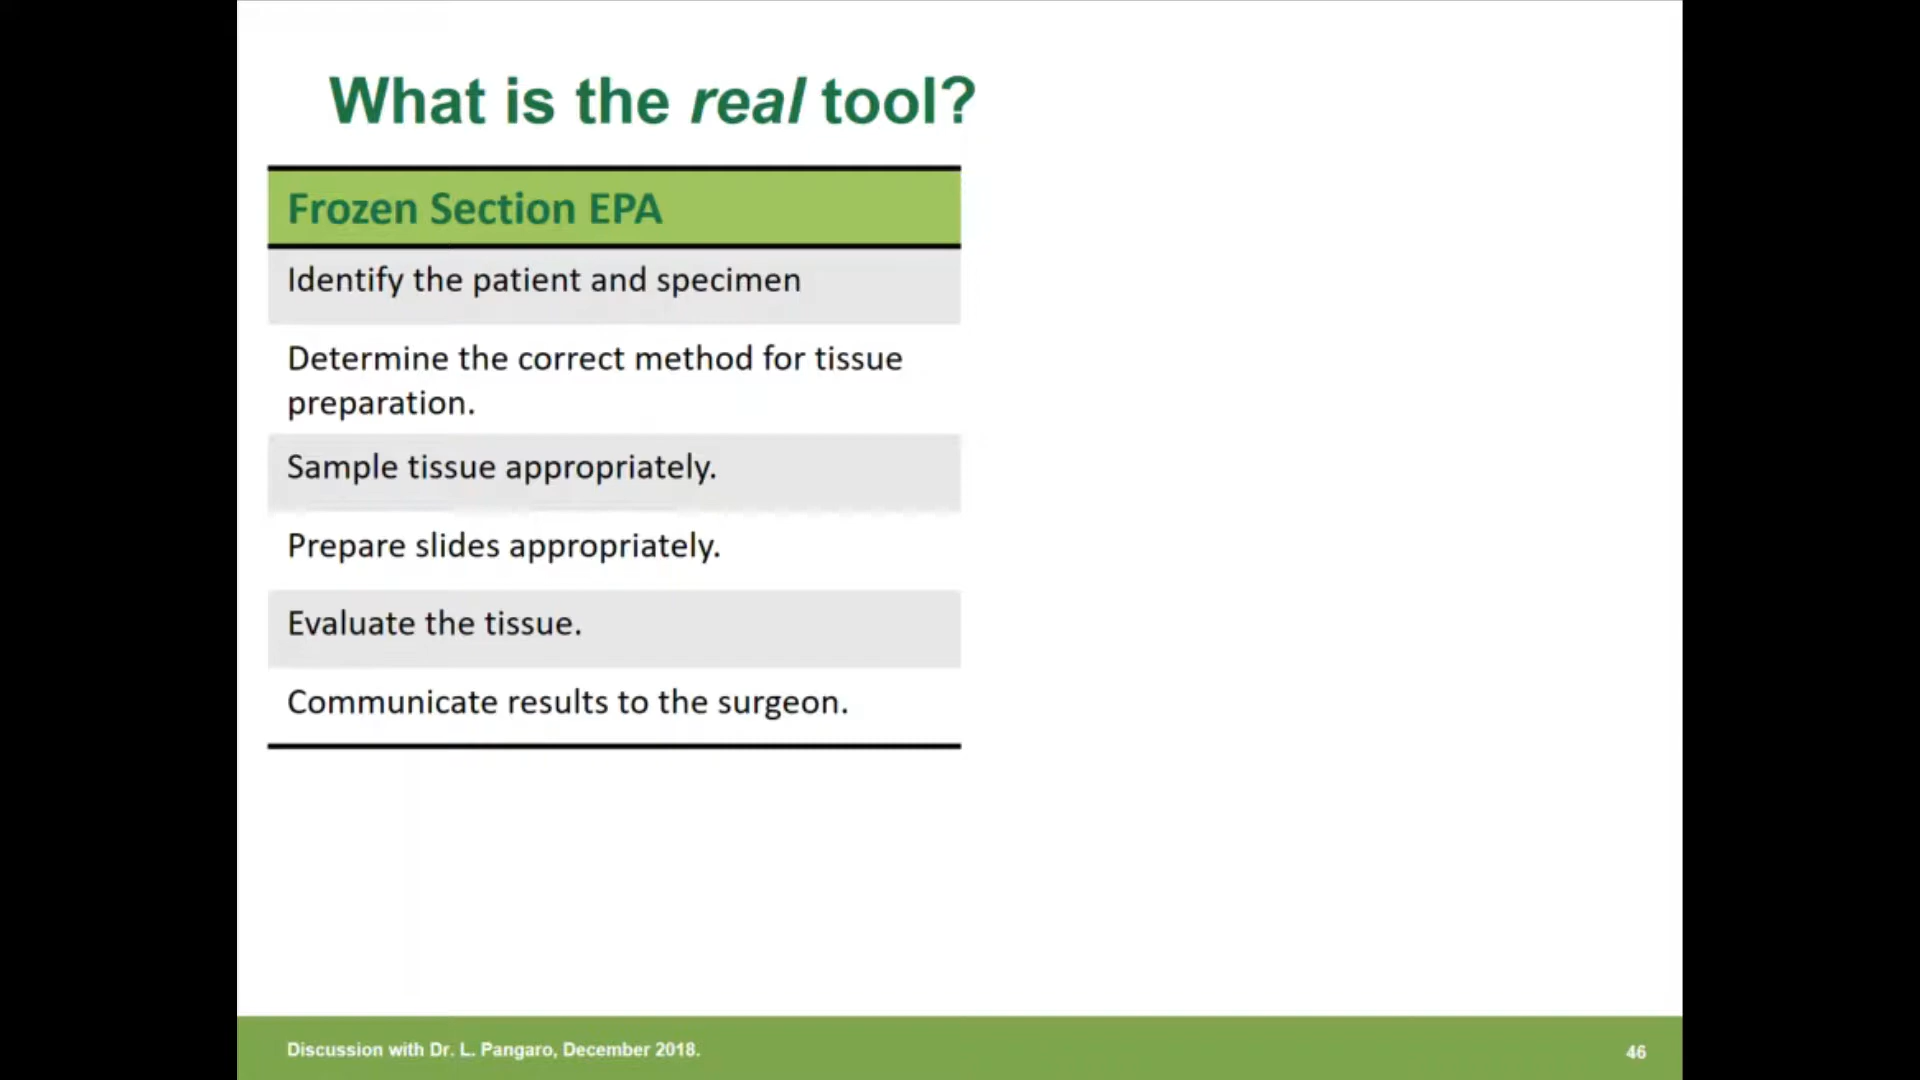 What is the real tool?
Frozen Section EPA
Identify the patient and specimen
Determine the correct method for tissue
preparation.
Sample tissue appropriately.
Prepare slides appropriately.
Evaluate the tissue.
Communicate results to the surgeon.
Discussion with Dr. L. Pangaro, December 2018.
46